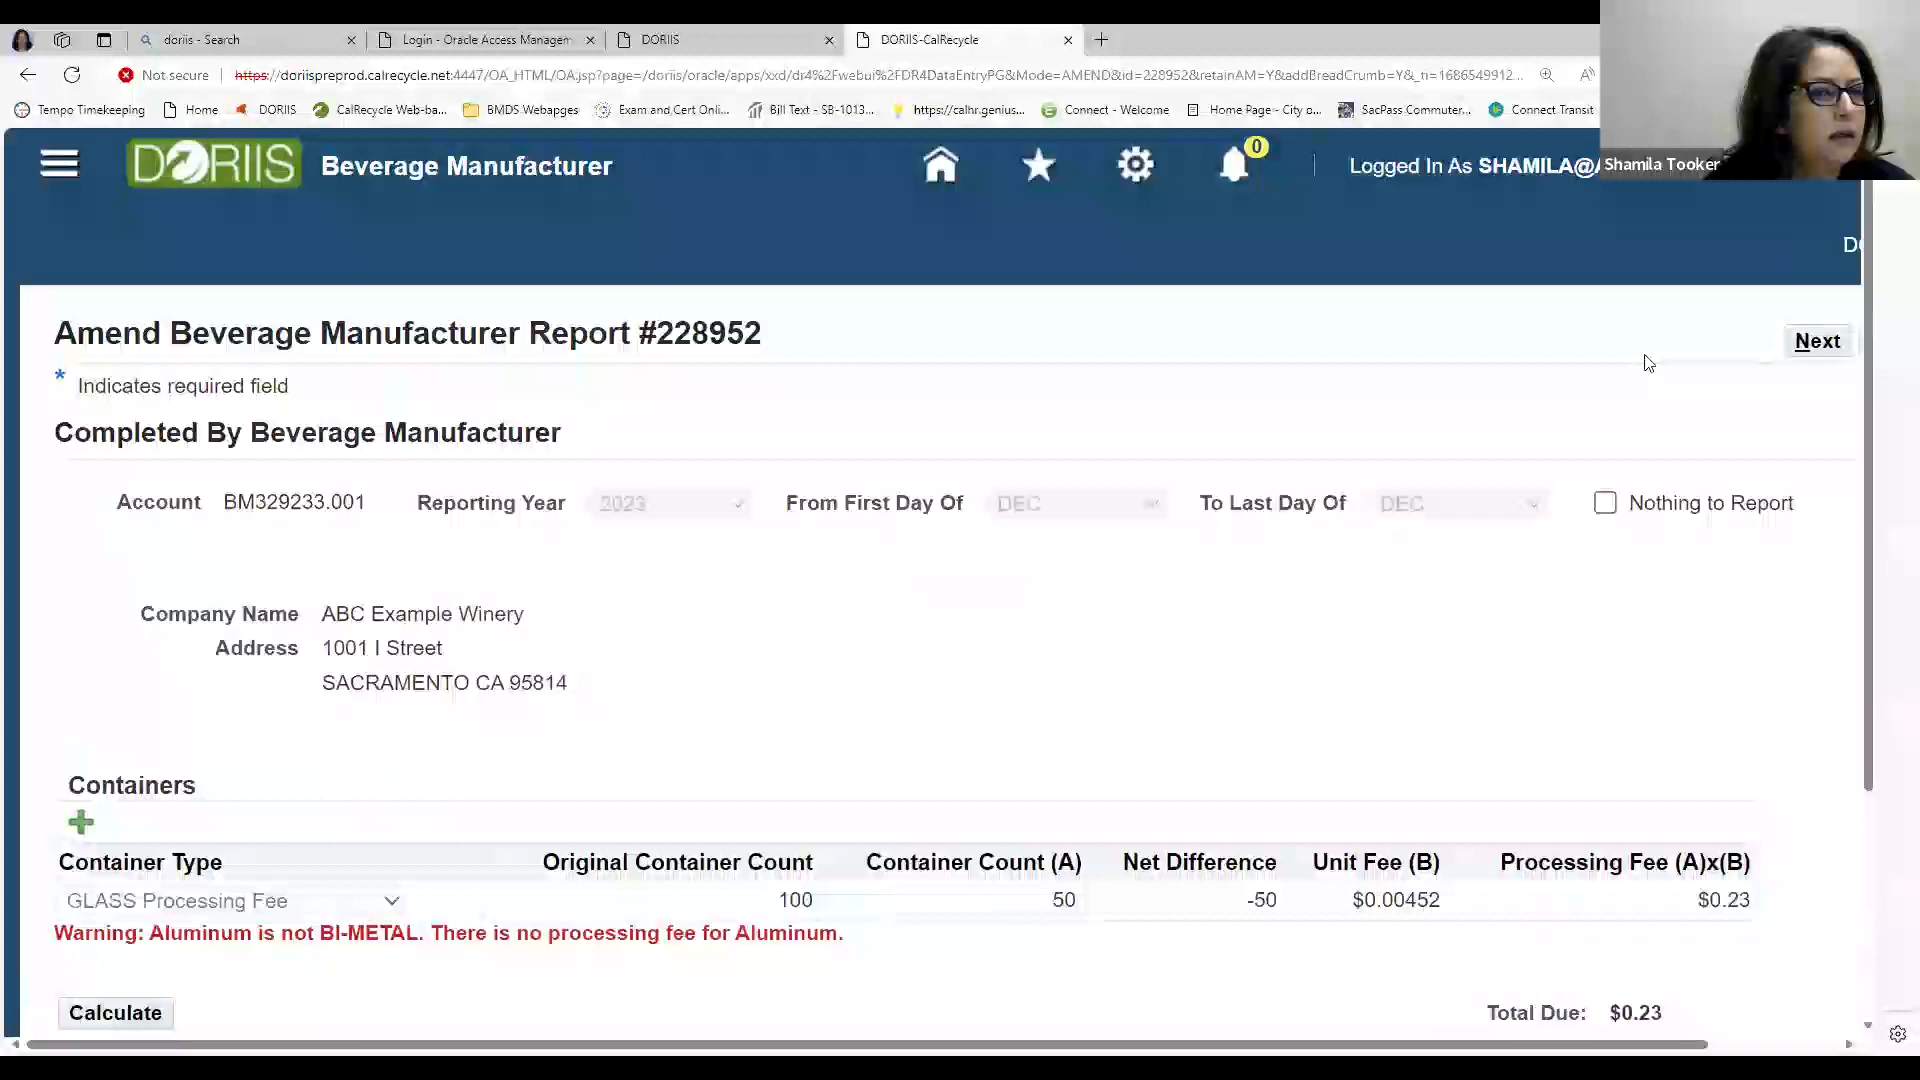 doriis - Search
Login - Oracle Access Managem
DORIIS
DORIIS-CalRecycle
Not secure
https://doriispreprod.calrecycle.net:4447/OA_HTML/OA.jsp?page=/doriis/oracle/apps/xxd/dr4%2Fwebui%2FDR4DataEntryPG&Mode=AMEND&id=228952&retainAM=Y&addBreadCrumb=Y&_ti=1686549912...
Tempo Timekeeping
Home
DORIIS
CalRecycle Web-ba...
BMDS Webapges
Exam and Cert Onli...
Bill Text - SB-1013...
https://calhr.genius...
Connect - Welcome
Home Page - City o...
SacPass Commuter...
Connect Transit
Shamila Tooker
DORIIS Beverage Manufacturer
0
Logged In As SHAMILA@
Amend Beverage Manufacturer Report #228952
Next
* Indicates required field
Completed By Beverage Manufacturer
Account BM329233.001 Reporting Year 2023 From First Day Of DEC To Last Day Of DEC Nothing to Report
Company Name ABC Example Winery
Address 1001 I Street
SACRAMENTO CA 95814
Containers
Container Type Original Container Count Container Count (A) Net Difference Unit Fee (B) Processing Fee (A)x(B)
GLASS Processing Fee 100 50 -50 $0.00452 $0.23
Warning: Aluminum is not BI-METAL. There is no processing fee for Aluminum.
Calculate
Total Due: $0.23